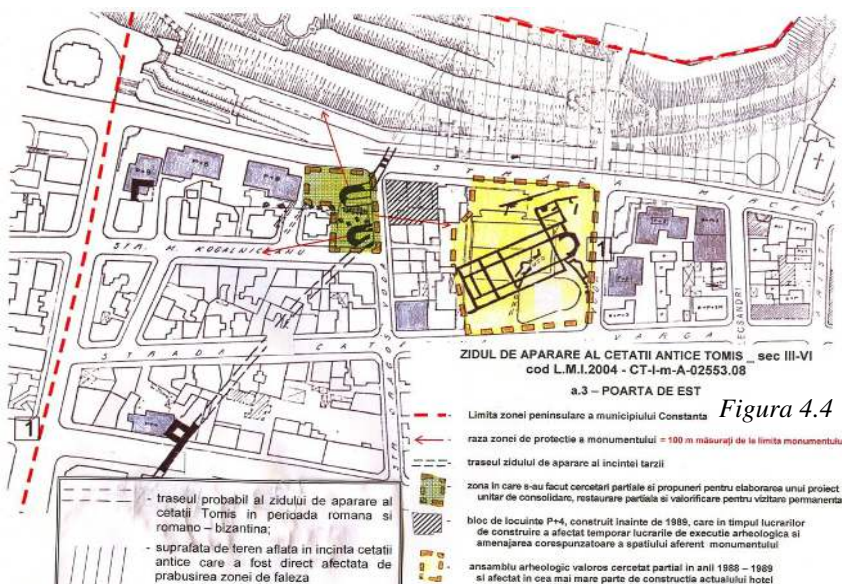 STR. M. KOGALNICEANU
STRADA
VARGA
1
1
ZIDUL DE APARARE AL CETATII ANTICE TOMIS _ sec III-VI
cod L.M.I.2004 - CT-I-m-A-02553.08
a.3 – POARTA DE EST
Figura 4.4
- Limita zonei peninsulare a municipiului Constanta
- raza zonei de protectie a monumentului = 100 m măsurați de la limita monumentului
- traseul zidului de aparare al incintei tarzii
- zona in care s-au facut cercetari partiale si propuneri pentru elaborarea unui proiect
unitar de consolidare, restaurare partiala si valorificare pentru vizitare permanenta
- bloc de locuinte P+4, construit inainte de 1989, care in timpul lucrarilor
de construire a afectat temporar lucrarile de executie arheologica si
amenajarea corespunzatoare a spatiului aferent monumentului
- ansamblu arheologic valoros cercetat partial in anii 1988 – 1989
si afectat in cea mai mare parte de constructia actualului hotel
- traseul probabil al zidului de aparare al
cetatii Tomis in perioada romana si
romano – bizantina;
- suprafata de teren aflata in incinta cetatii
antice care a fost direct afectata de
prabusirea zonei de faleza